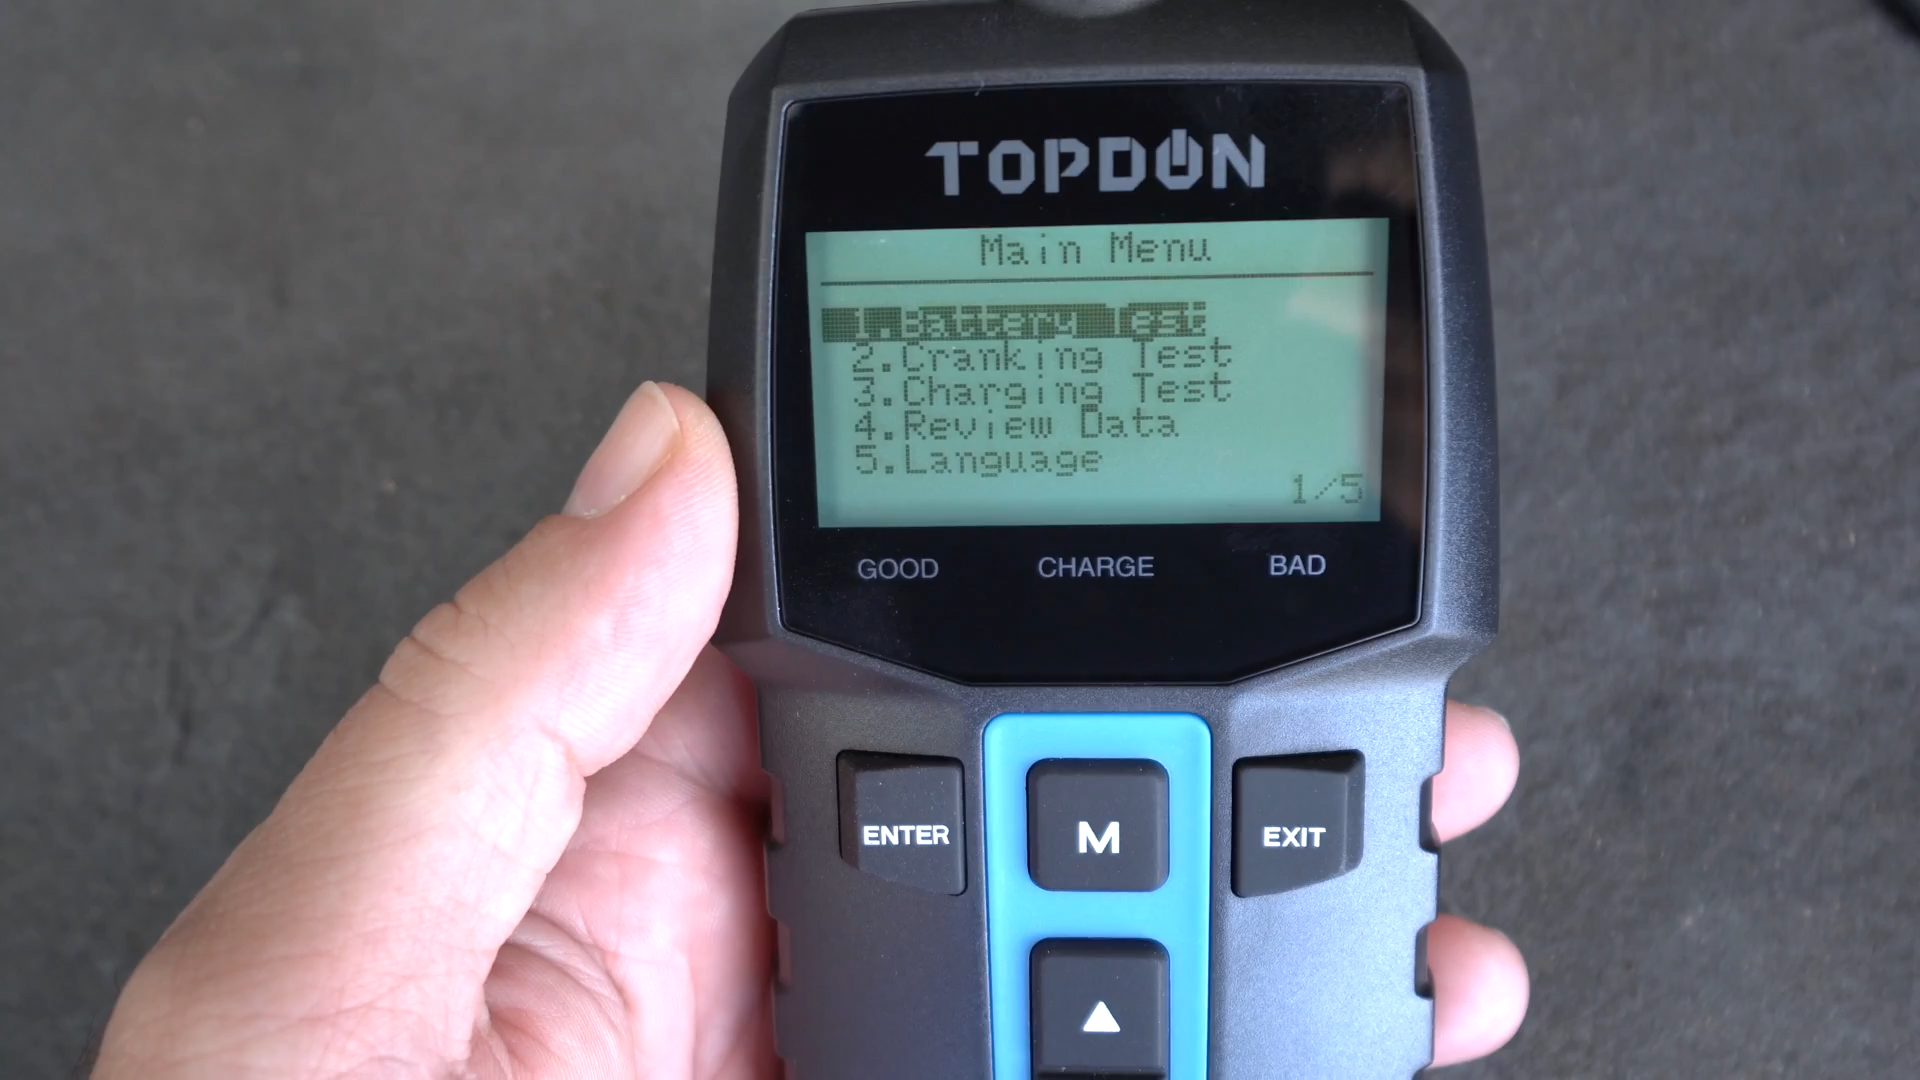 TOPDON
Main Menu
1.Battery Test
2.Cranking Test
3.Charging Test
4.Review Data
5.Language
1/5
GOOD CHARGE BAD
ENTER M EXIT